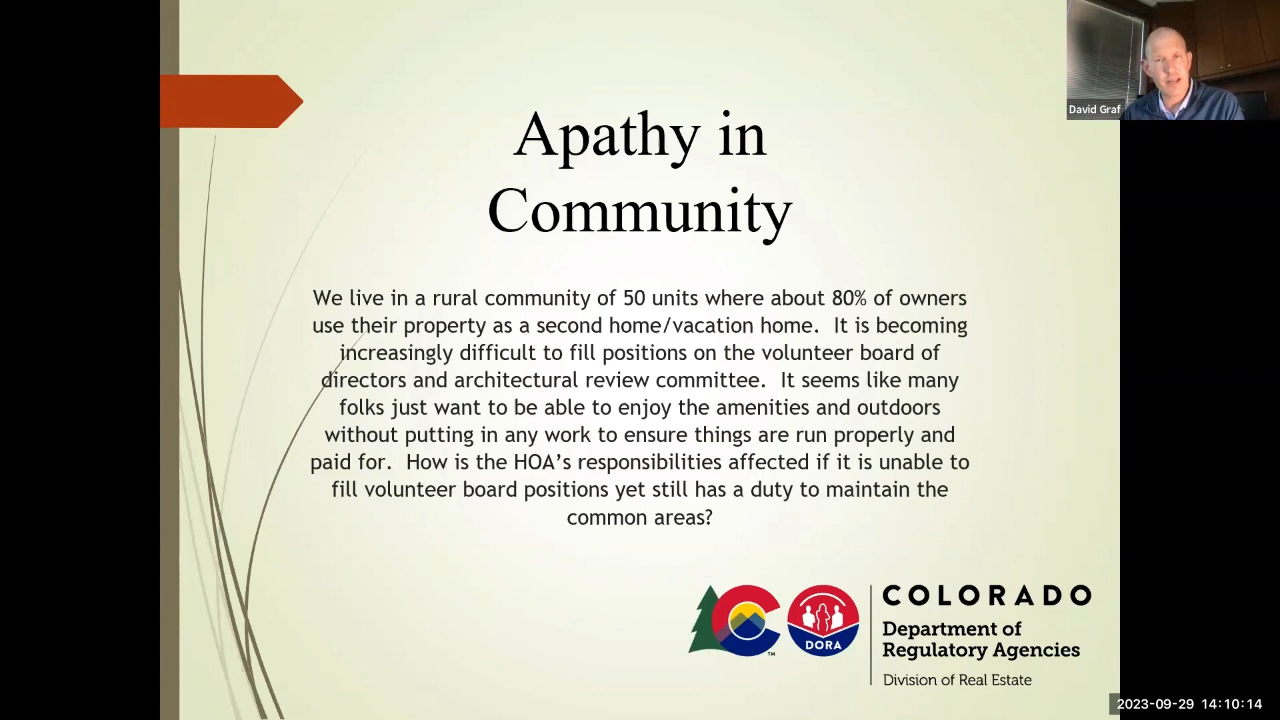 David Graf
Apathy in
Community
We live in a rural community of 50 units where about 80% of owners
use their property as a second home/vacation home.  It is becoming
increasingly difficult to fill positions on the volunteer board of
directors and architectural review committee.  It seems like many
folks just want to be able to enjoy the amenities and outdoors
without putting in any work to ensure things are run properly and
paid for.  How is the HOA’s responsibilities affected if it is unable to
fill volunteer board positions yet still has a duty to maintain the
common areas?
TM
DORA
COLORADO
Department of
Regulatory Agencies
Division of Real Estate
2023-09-29 14:10:14